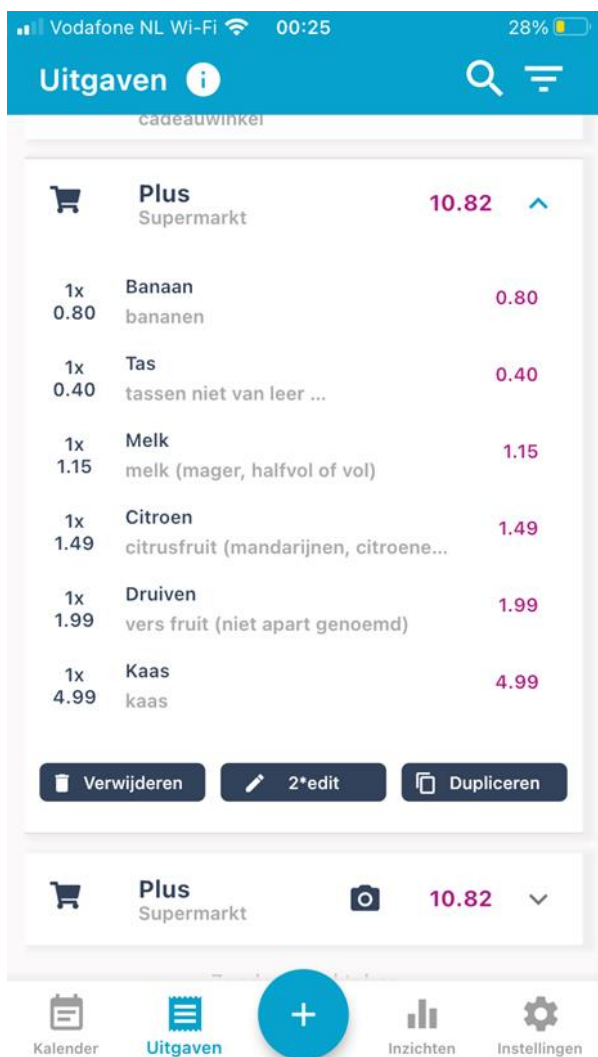 Vodafone NL Wi-Fi 00:25 28%
Uitgaven i
cadeauwinkel
Plus 10.82
Supermarkt
1x Banaan 0.80
0.80 bananen
1x Tas 0.40
0.40 tassen niet van leer ...
1x Melk 1.15
1.15 melk (mager, halfvol of vol)
1x Citroen 1.49
1.49 citrusfruit (mandarijnen, citroene...
1x Druiven 1.99
1.99 vers fruit (niet apart genoemd)
1x Kaas 4.99
4.99 kaas
Verwijderen 2*edit Dupliceren
Plus 10.82
Supermarkt
Kalender Uitgaven + Inzichten Instellingen